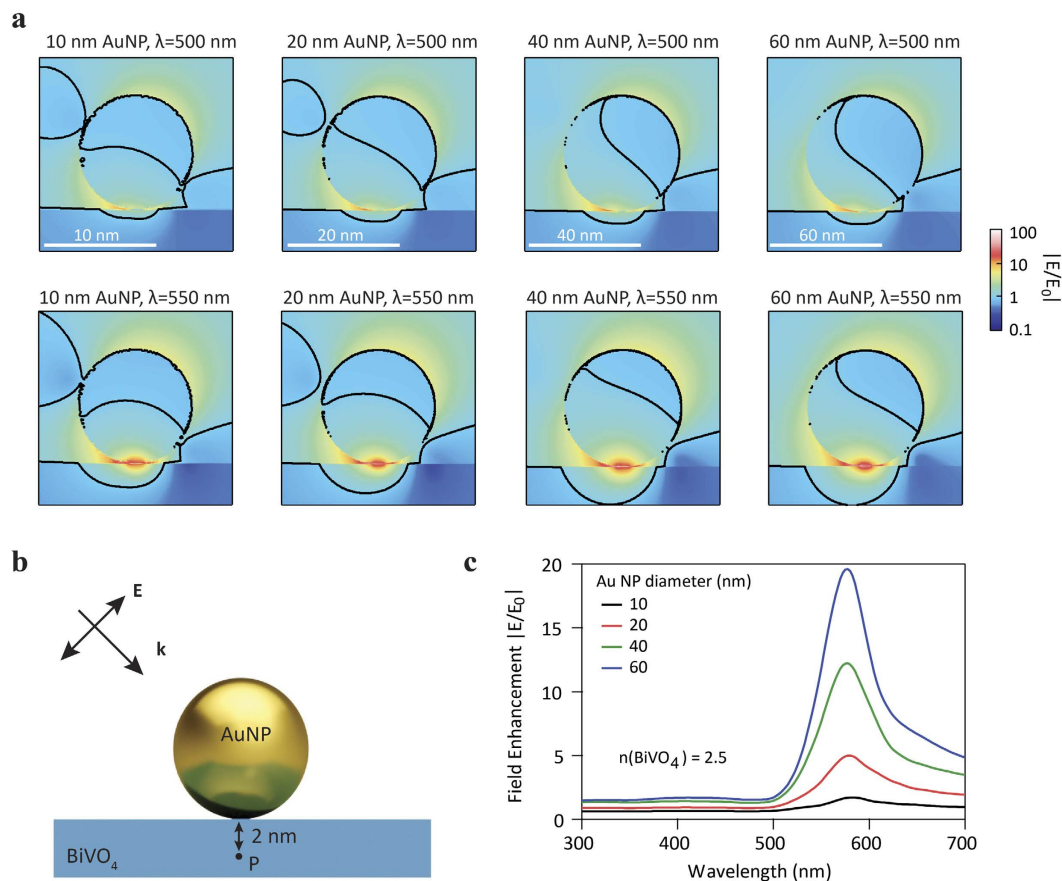 a
10 nm AuNP, λ=500 nm
20 nm AuNP, λ=500 nm
40 nm AuNP, λ=500 nm
60 nm AuNP, λ=500 nm
10 nm
20 nm
40 nm
60 nm
10 nm AuNP, λ=550 nm
20 nm AuNP, λ=550 nm
40 nm AuNP, λ=550 nm
60 nm AuNP, λ=550 nm
100
10
1
0.1
|E/E₀|
b
E
k
AuNP
2 nm
P
BiVO₄
c
20
15
10
5
0
Field Enhancement |E/E₀|
Au NP diameter (nm)
10
20
40
60
n(BiVO₄) = 2.5
300
400
500
600
700
Wavelength (nm)